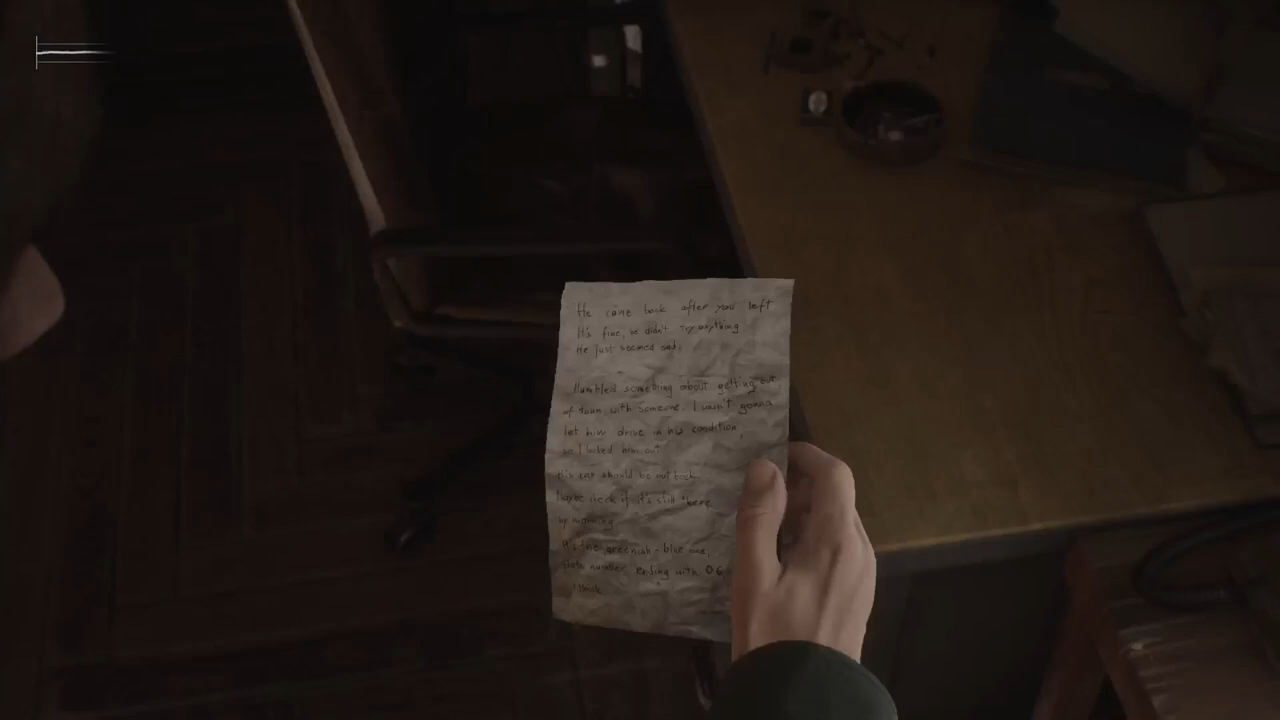 He came back after you left
It's fine, he didn't try anything
He just seemed sad.
Mumbled something about getting out
of town with someone. I wasn't gonna
let him drive in his condition,
so I locked him out
His car should be out back.
Maybe check if it's still there
by morning
It's the greenish-blue one,
plate number ending with 06
I think